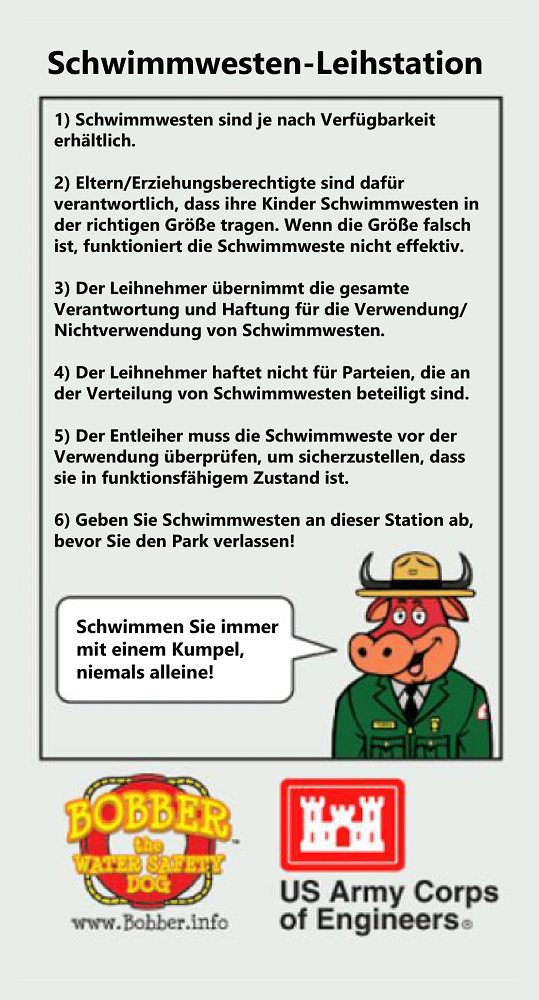 Schwimmwesten-Leihstation
1) Schwimmwesten sind je nach Verfügbarkeit
erhältlich.
2) Eltern/Erziehungsberechtigte sind dafür
verantwortlich, dass ihre Kinder Schwimmwesten in
der richtigen Größe tragen. Wenn die Größe falsch
ist, funktioniert die Schwimmweste nicht effektiv.
3) Der Leihnehmer übernimmt die gesamte
Verantwortung und Haftung für die Verwendung/
Nichtverwendung von Schwimmwesten.
4) Der Leihnehmer haftet nicht für Parteien, die an
der Verteilung von Schwimmwesten beteiligt sind.
5) Der Entleiher muss die Schwimmweste vor der
Verwendung überprüfen, um sicherzustellen, dass
sie in funktionsfähigem Zustand ist.
6) Geben Sie Schwimmwesten an dieser Station ab,
bevor Sie den Park verlassen!
Schwimmen Sie immer
mit einem Kumpel,
niemals alleine!
BOBBER
the
WATER SAFETY
DOG™
www.Bobber.info
US Army Corps
of Engineers®